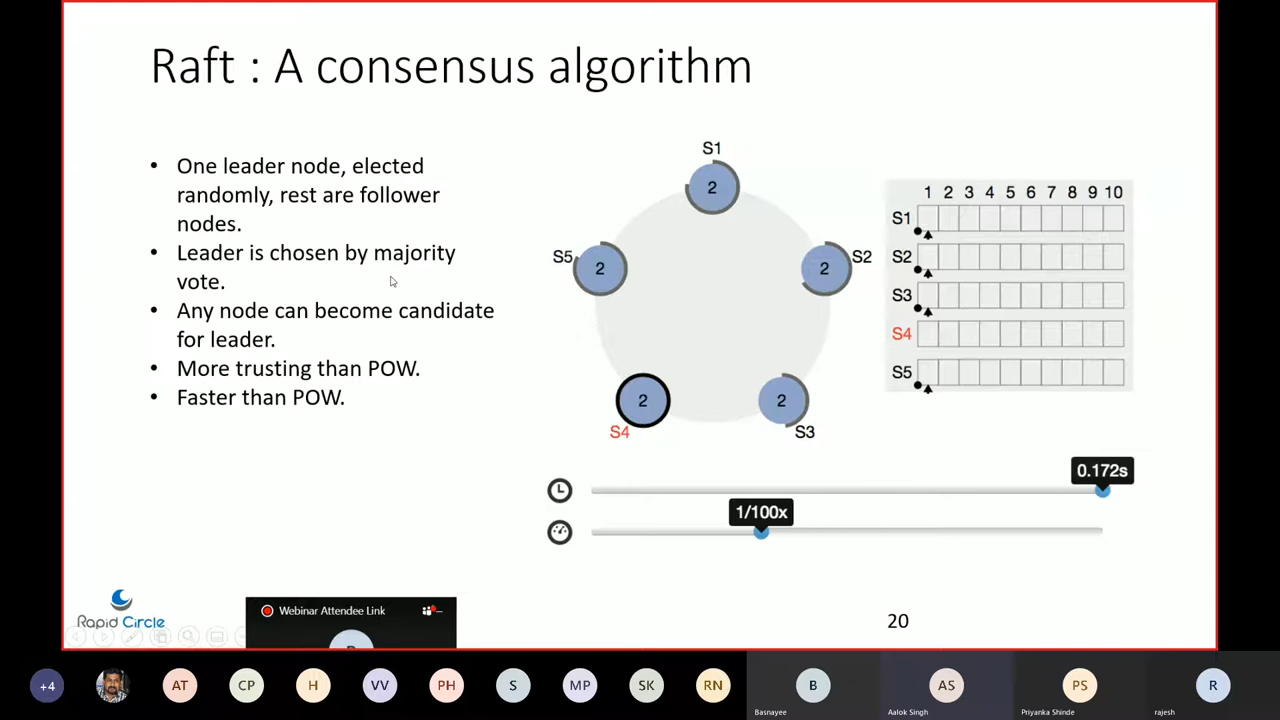 Raft : A consensus algorithm
• One leader node, elected
randomly, rest are follower
nodes.
• Leader is chosen by majority
vote.
• Any node can become candidate
for leader.
• More trusting than POW.
• Faster than POW.
S1
2
S5
2
2
S2
2
S4
2
S3
1 2 3 4 5 6 7 8 9 10
S1
S2
S3
S4
S5
0.172s
1/100x
Rapid Circle
Webinar Attendee Link
20
+4
AT
CP
H
VV
PH
S
MP
SK
RN
B
Basnayee
AS
Aalok Singh
PS
Priyanka Shinde
R
rajesh